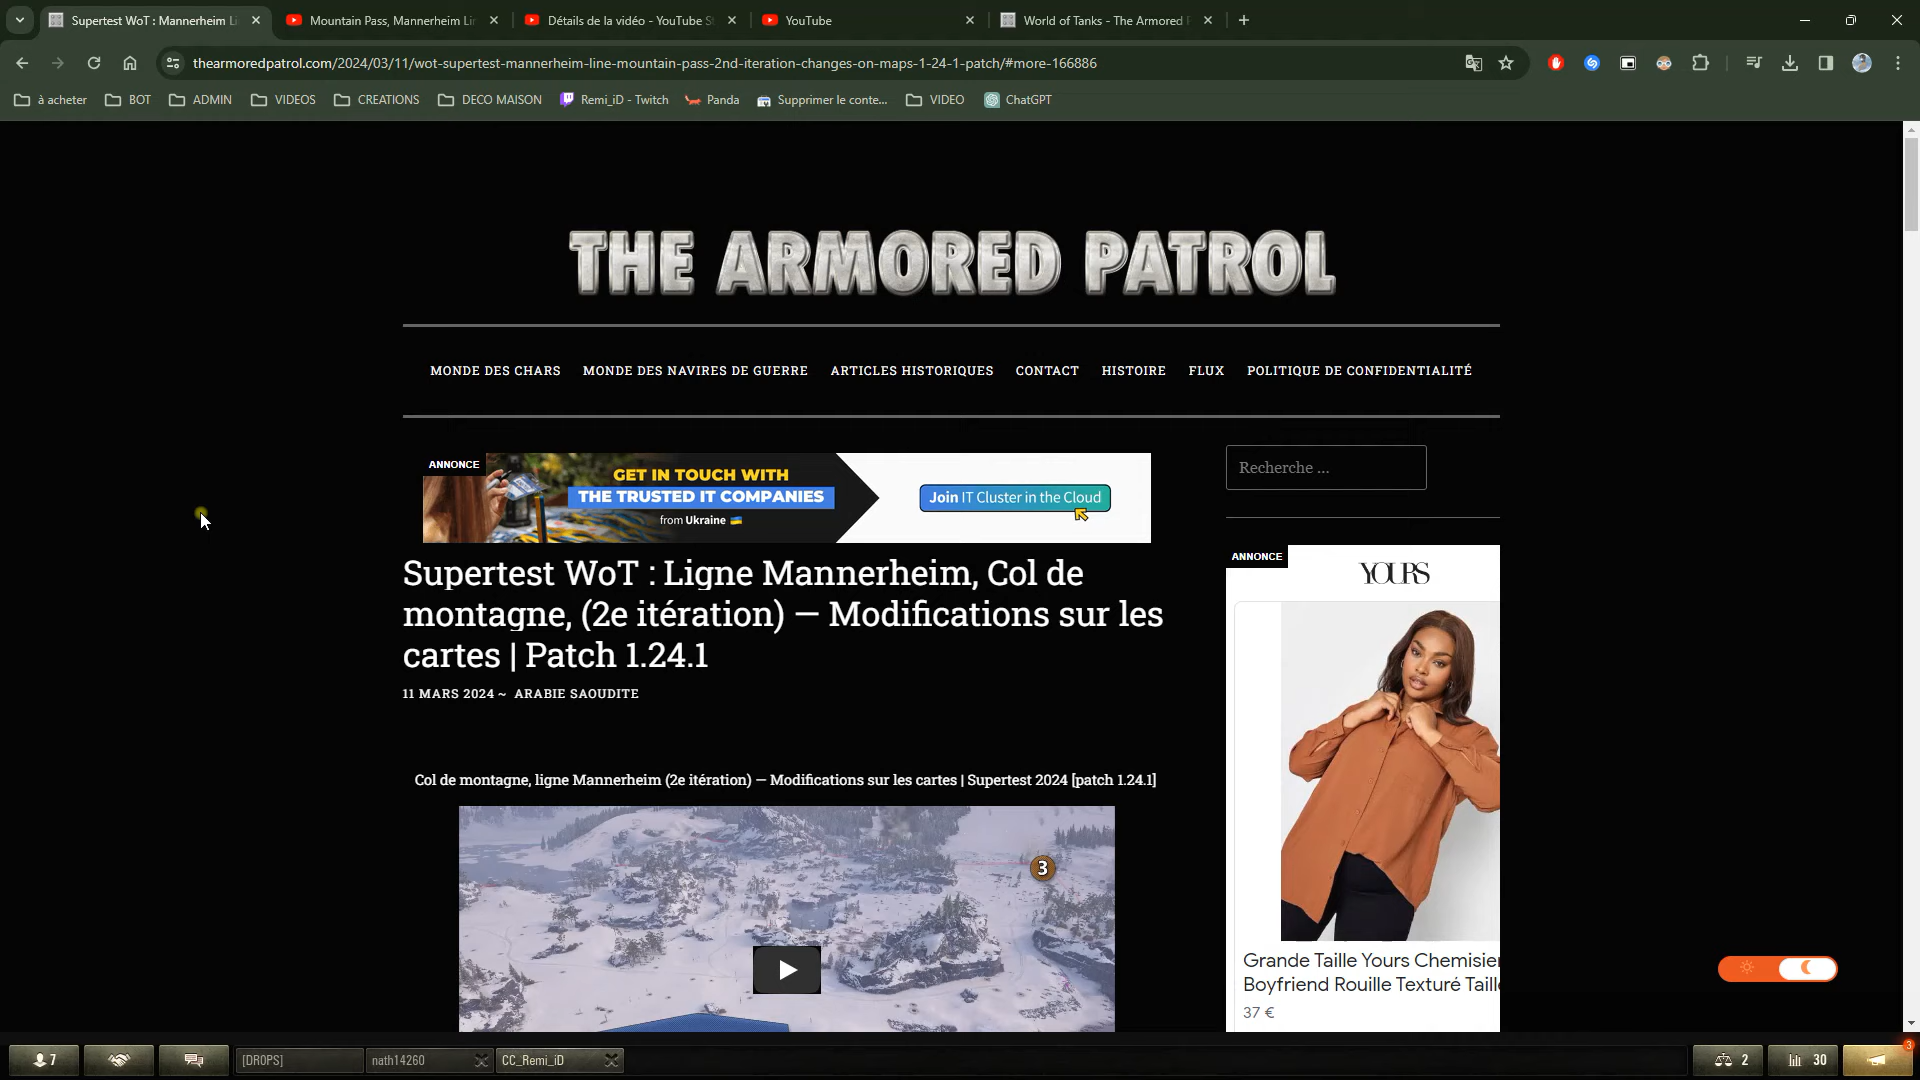 Supertest WoT : Mannerheim Li
Mountain Pass, Mannerheim Lin
Détails de la vidéo - YouTube S
YouTube
World of Tanks - The Armored P
thearmoredpatrol.com/2024/03/11/wot-supertest-mannerheim-line-mountain-pass-2nd-iteration-changes-on-maps-1-24-1-patch/#more-166886
à acheter
BOT
ADMIN
VIDEOS
CREATIONS
DECO MAISON
Remi_iD - Twitch
Panda
Supprimer le conte...
VIDEO
ChatGPT
THE ARMORED PATROL
MONDE DES CHARS
MONDE DES NAVIRES DE GUERRE
ARTICLES HISTORIQUES
CONTACT
HISTOIRE
FLUX
POLITIQUE DE CONFIDENTIALITÉ
ANNONCE
GET IN TOUCH WITH
THE TRUSTED IT COMPANIES
from Ukraine
Join IT Cluster in the Cloud
Recherche ...
Supertest WoT : Ligne Mannerheim, Col de
montagne, (2e itération) — Modifications sur les
cartes | Patch 1.24.1
11 MARS 2024 ~ ARABIE SAOUDITE
Col de montagne, ligne Mannerheim (2e itération) — Modifications sur les cartes | Supertest 2024 [patch 1.24.1]
3
ANNONCE
YOURS
Grande Taille Yours Chemisier
Boyfriend Rouille Texturé Taille
37 €
7
[DROPS]
nath14260
CC_Remi_iD
2
30
3